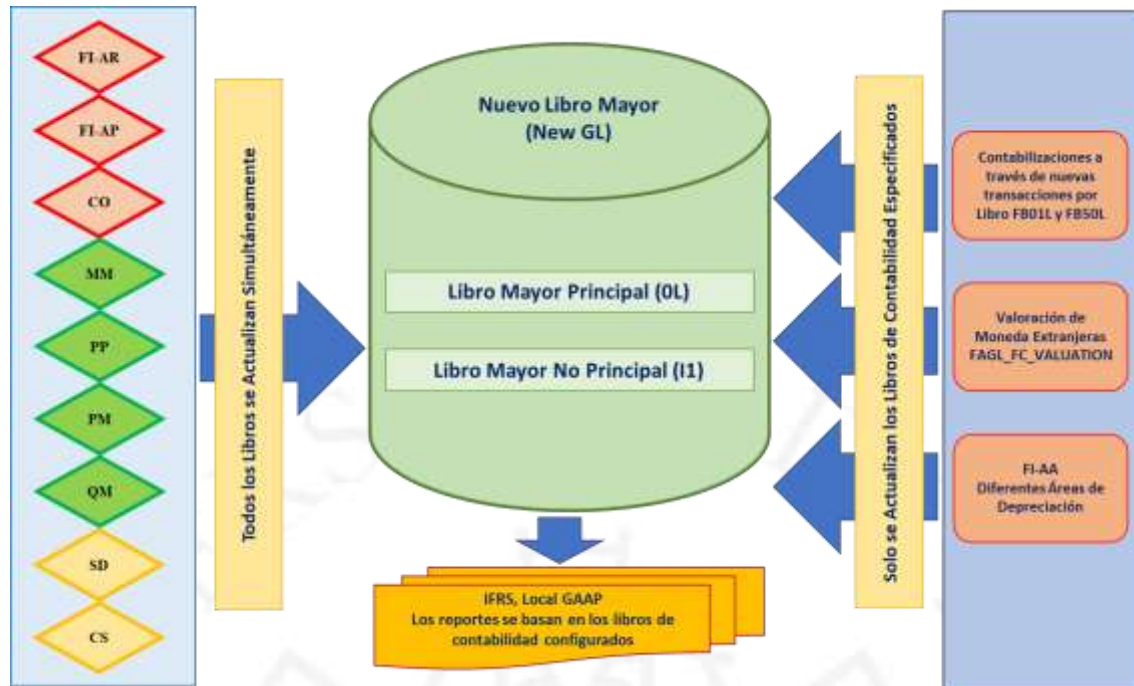 FI-AR
FI-AP
CO
MM
PP
PM
QM
SD
CS
Todos los Libros se Actualizan Simultáneamente
Nuevo Libro Mayor
(New GL)
Libro Mayor Principal (0L)
Libro Mayor No Principal (I1)
IFRS, Local GAAP
Los reportes se basan en los libros de
contabilidad configurados
Solo se Actualizan los Libros de Contabilidad Especificados
Contabilizaciones a
través de nuevas
transacciones por
Libro FB01L y FB50L
Valoración de
Moneda Extranjeras
FAGL_FC_VALUATION
FI-AA
Diferentes Áreas de
Depreciación